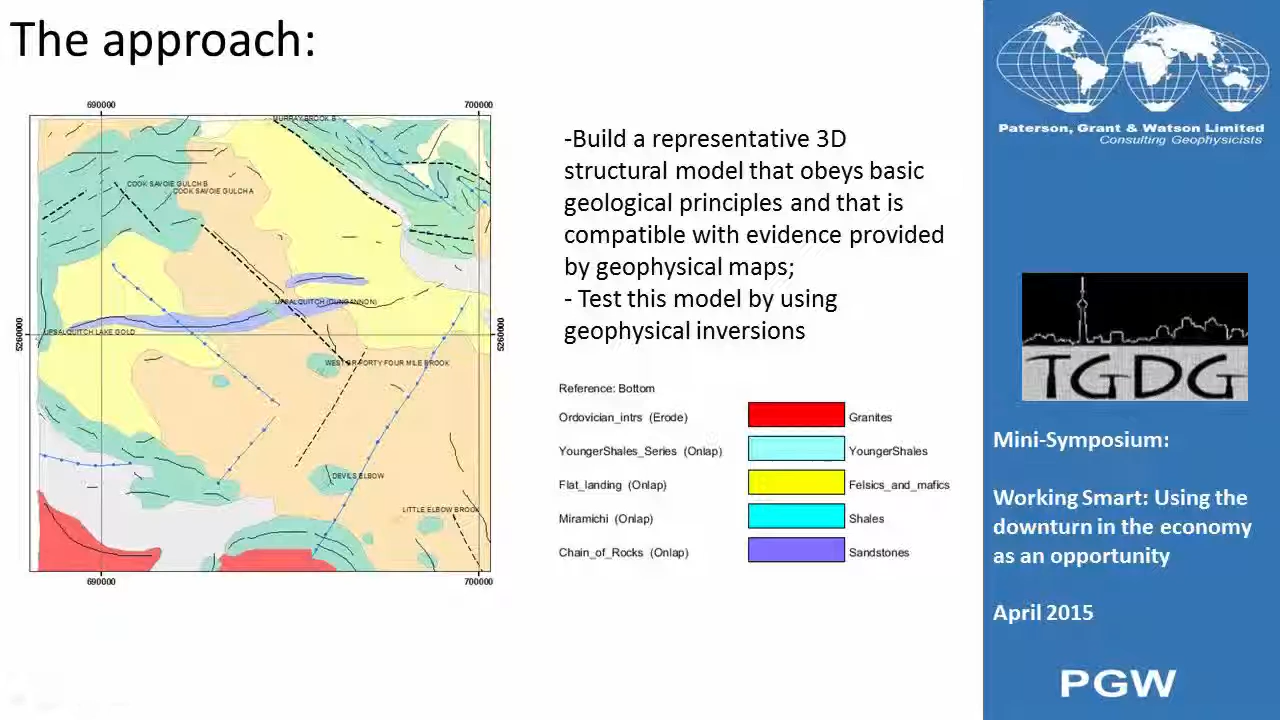 The approach:
690000
700000
MURRAY BROOK B
COOK SAVOIE GULCH B
COOK SAVOIE GULCH A
UPSALQUITCH (DUNGANNON)
UPSALQUITCH LAKE GOLD
5260000
5260000
FORTY FOUR MILE BROOK
DEVILS ELBOW
LITTLE ELBOW BROOK
690000
700000
-Build a representative 3D
structural model that obeys basic
geological principles and that is
compatible with evidence provided
by geophysical maps;
- Test this model by using
geophysical inversions
Reference: Bottom
Ordovician_intrs (Erode) Granites
YoungerShales_Series (Onlap) YoungerShales
Flat_landing (Onlap) Felsics_and_mafics
Miramichi (Onlap) Shales
Chain_of_Rocks (Onlap) Sandstones
Paterson, Grant & Watson Limited
Consulting Geophysicists
TGDG
Mini-Symposium:
Working Smart: Using the
downturn in the economy
as an opportunity
April 2015
PGW